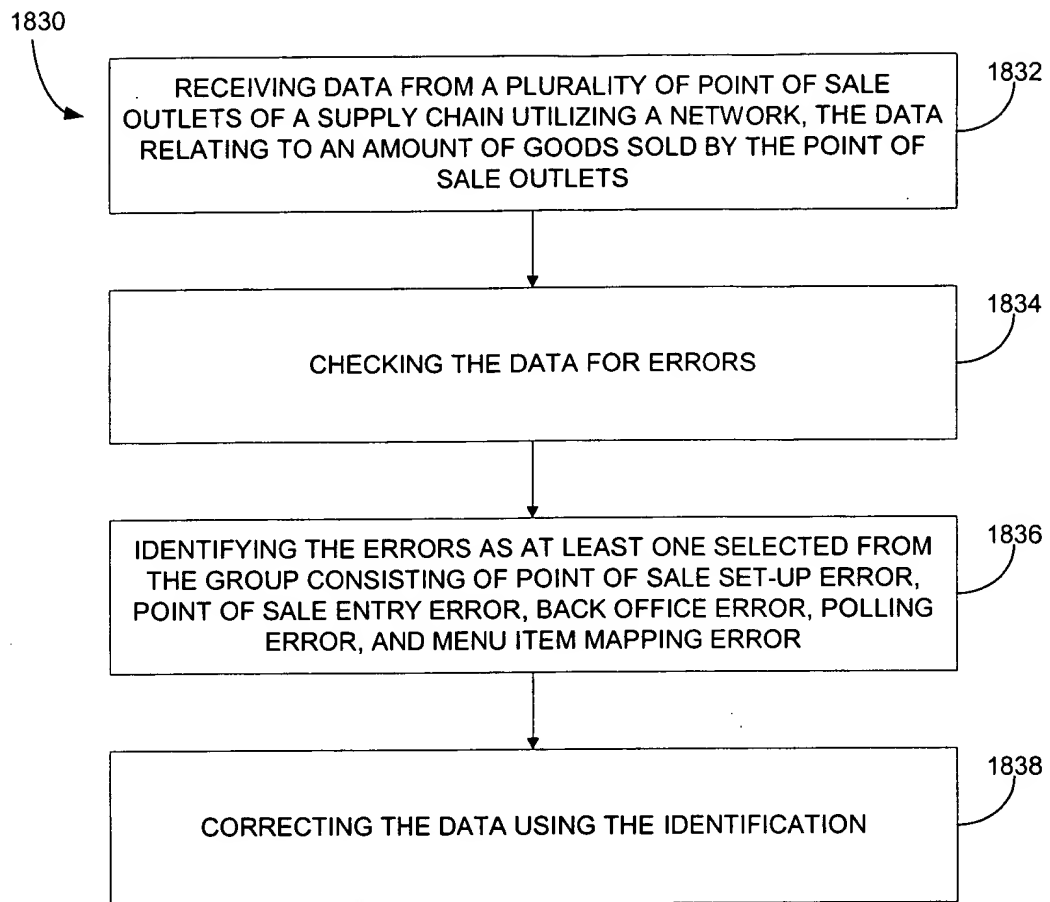 1830
RECEIVING DATA FROM A PLURALITY OF POINT OF SALE
OUTLETS OF A SUPPLY CHAIN UTILIZING A NETWORK, THE DATA
RELATING TO AN AMOUNT OF GOODS SOLD BY THE POINT OF
SALE OUTLETS
1832
CHECKING THE DATA FOR ERRORS
1834
IDENTIFYING THE ERRORS AS AT LEAST ONE SELECTED FROM
THE GROUP CONSISTING OF POINT OF SALE SET-UP ERROR,
POINT OF SALE ENTRY ERROR, BACK OFFICE ERROR, POLLING
ERROR, AND MENU ITEM MAPPING ERROR
1836
CORRECTING THE DATA USING THE IDENTIFICATION
1838